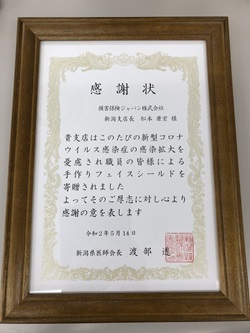 感謝状
損害保険ジャパン株式会社
新潟支店長 松本 書宏 様
貴支店はこのたびの新型コロナ
ウイルス感染症の感染拡大を
憂慮され職員の皆様による
手作りフェイスシールドを
寄贈されました
よってそのご厚志に対し心より
感謝の意を表します
令和2年5月14日
新潟県医師会長 渡部 透